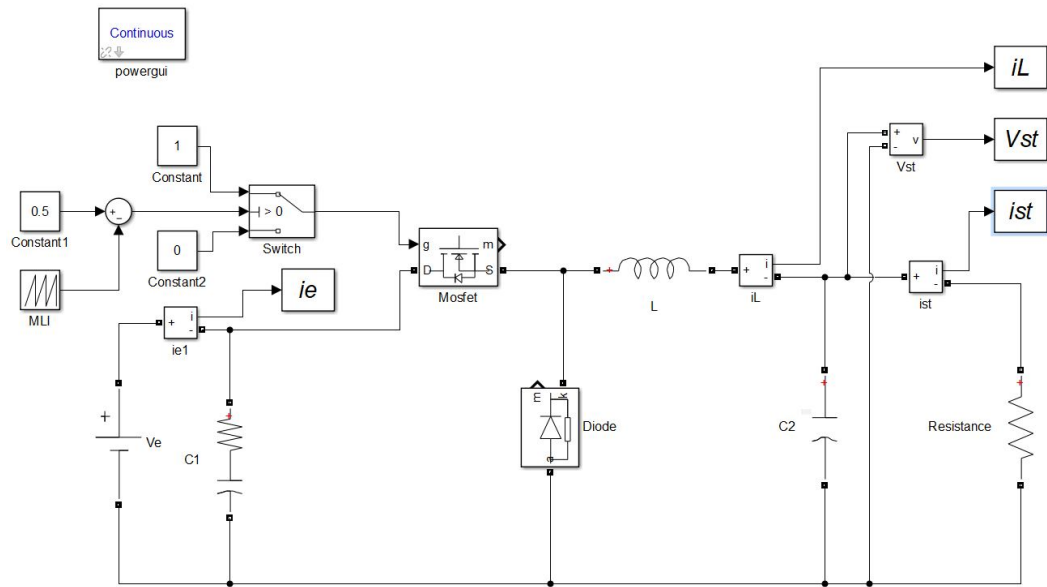 Continuous
powergui
iL
1
Constant
Vst
+
-
v
Vst
0.5
Constant1
+
-
> 0
Switch
ist
0
Constant2
g
m
D
S
Mosfet
MLI
ie
+
i
-
ie1
L
+
i
-
iL
+
i
-
ist
+
Ve
C1
m
k
a
Diode
C2
Resistance